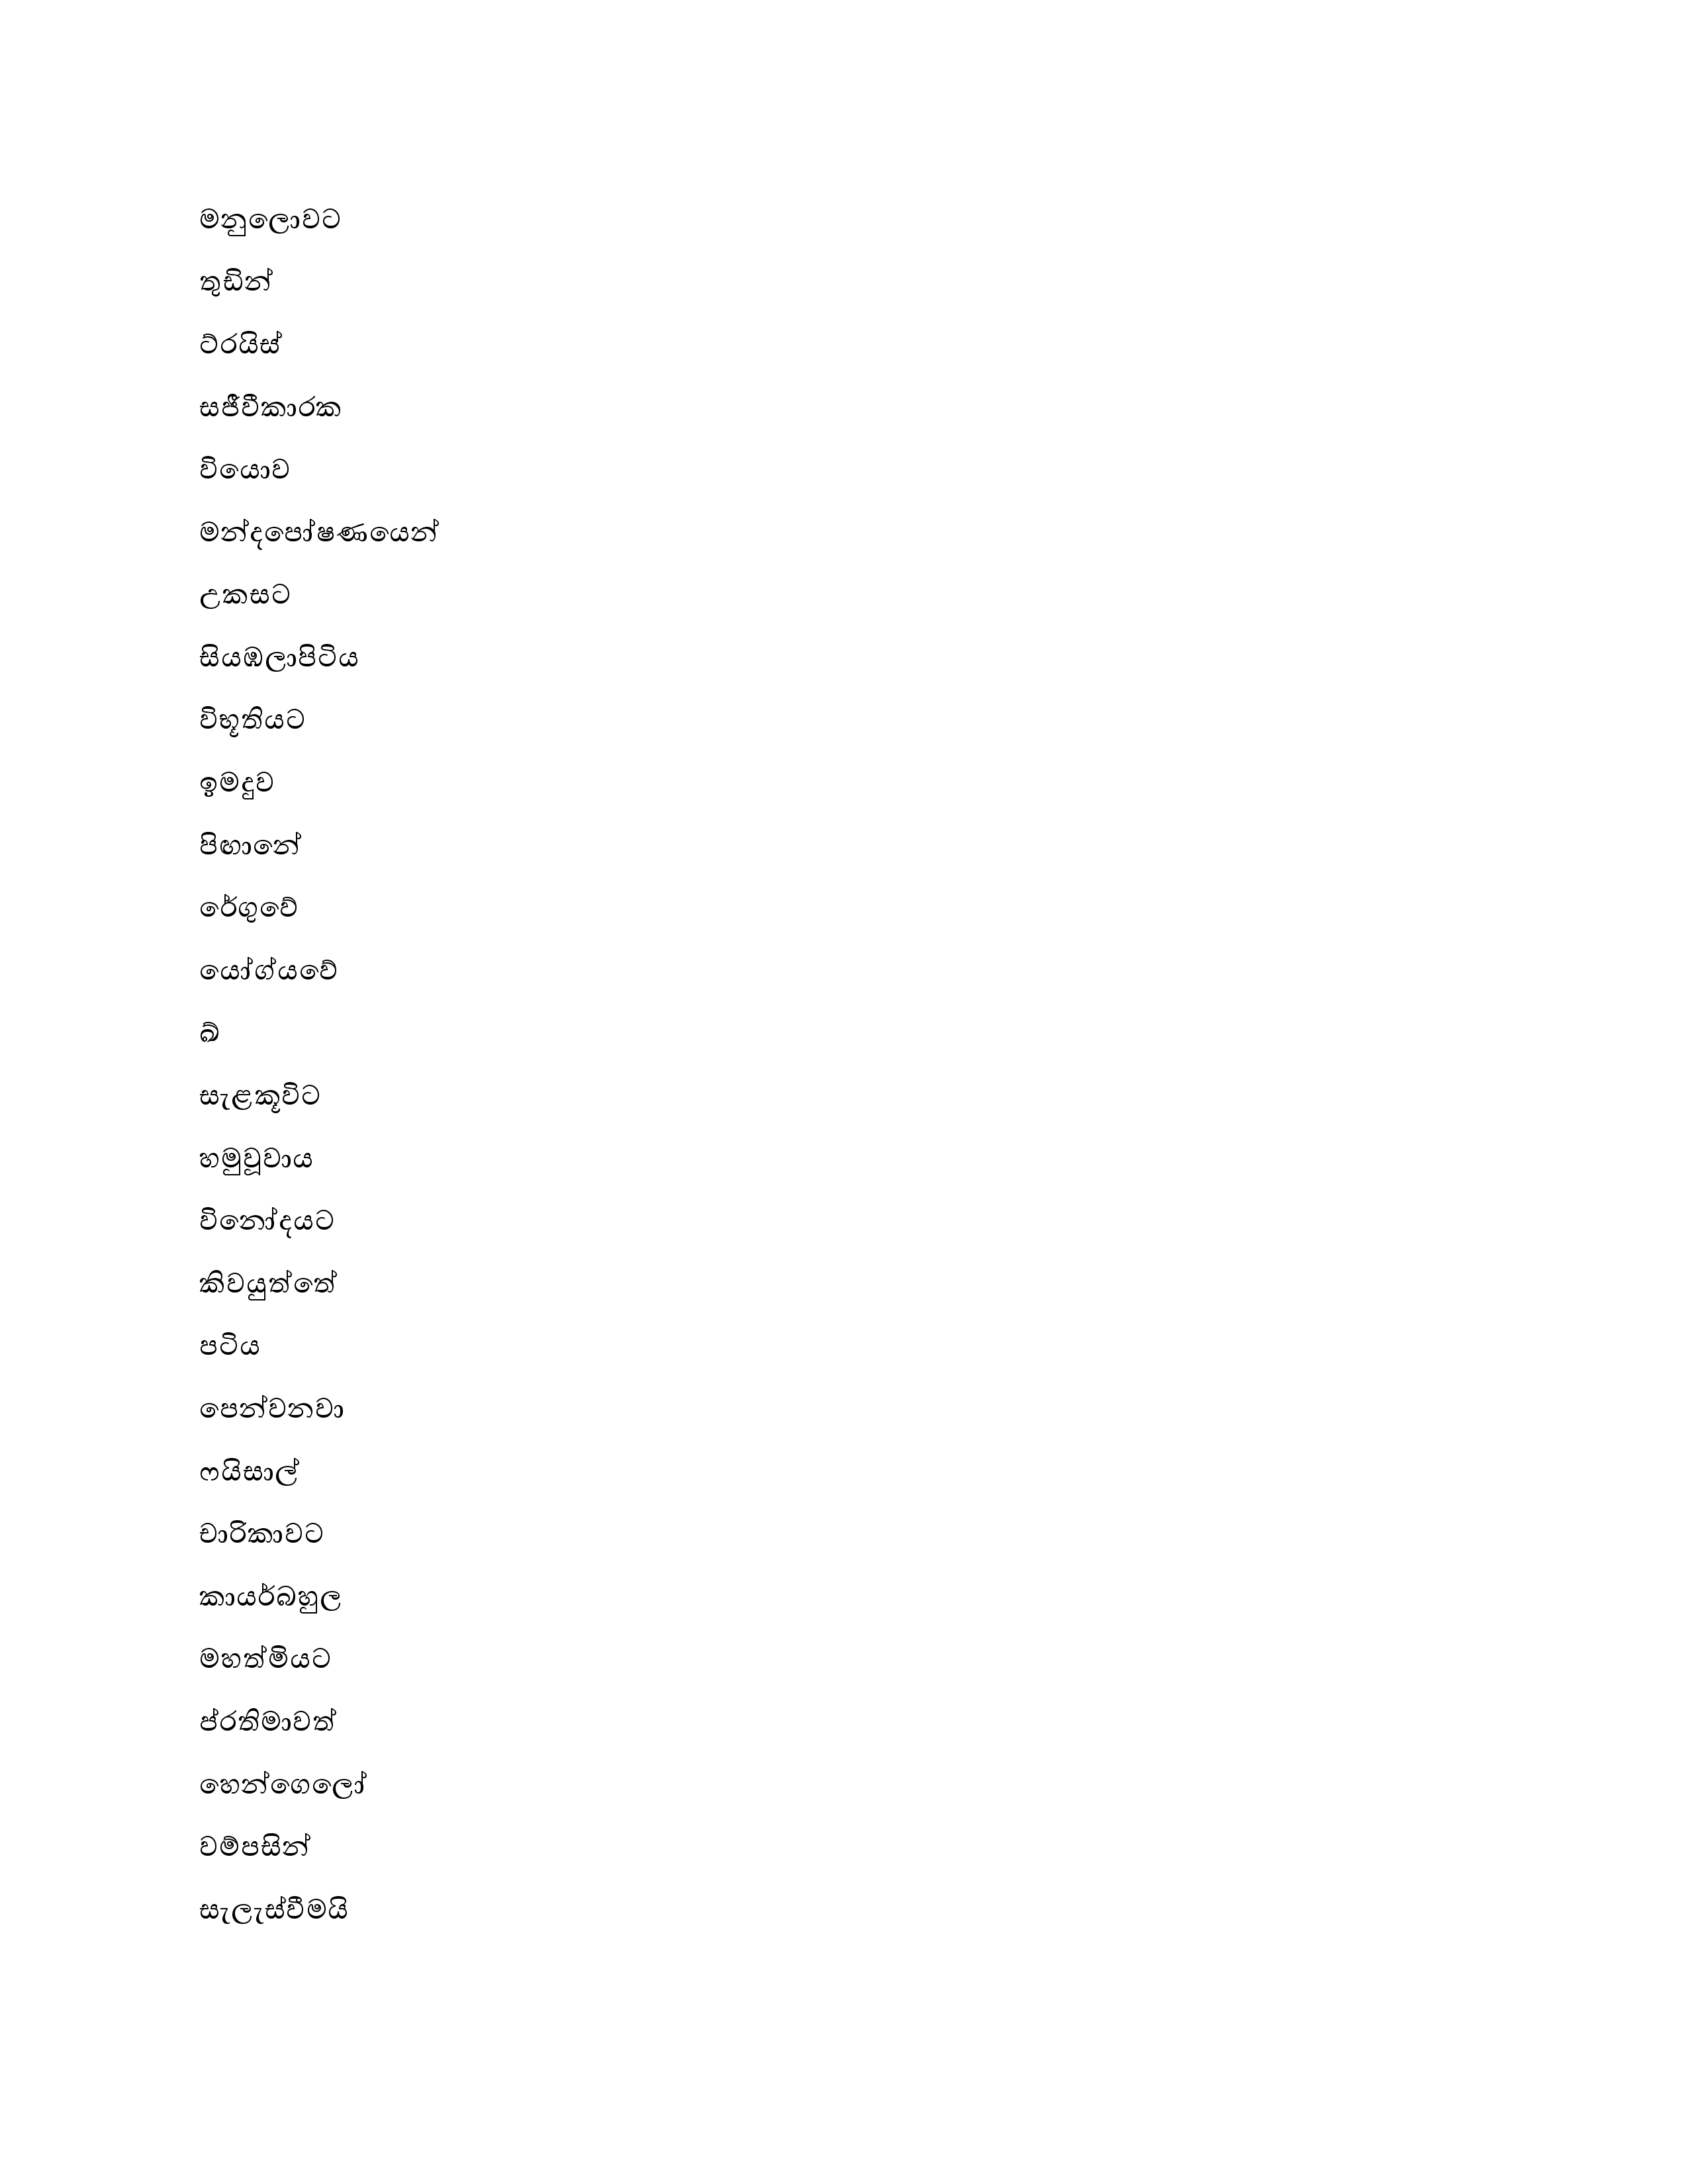 මනුලොවට
තුඩින්
ට්රයිස්
සජීවීකාරක
වියොව
මන්දපෝෂණයෙන්
උකසට
සියඹලාපිටිය
විභූතියට
ඉමදුව
පිඟානේ
රේගුවේ
යෝග්යවේ
ඛ්
සැළකූවිට
හමුවූවාය
විනෝදයට
කිවයුත්තේ
පටිය
පෙන්වනවා
ෆයිසාල්
චාරිකාවට
කායර්බහුල
මහත්මියට
ප්රතිමාවත්
හෙන්ගෙලෝ
වම්පසින්
සැලැස්වීමයි